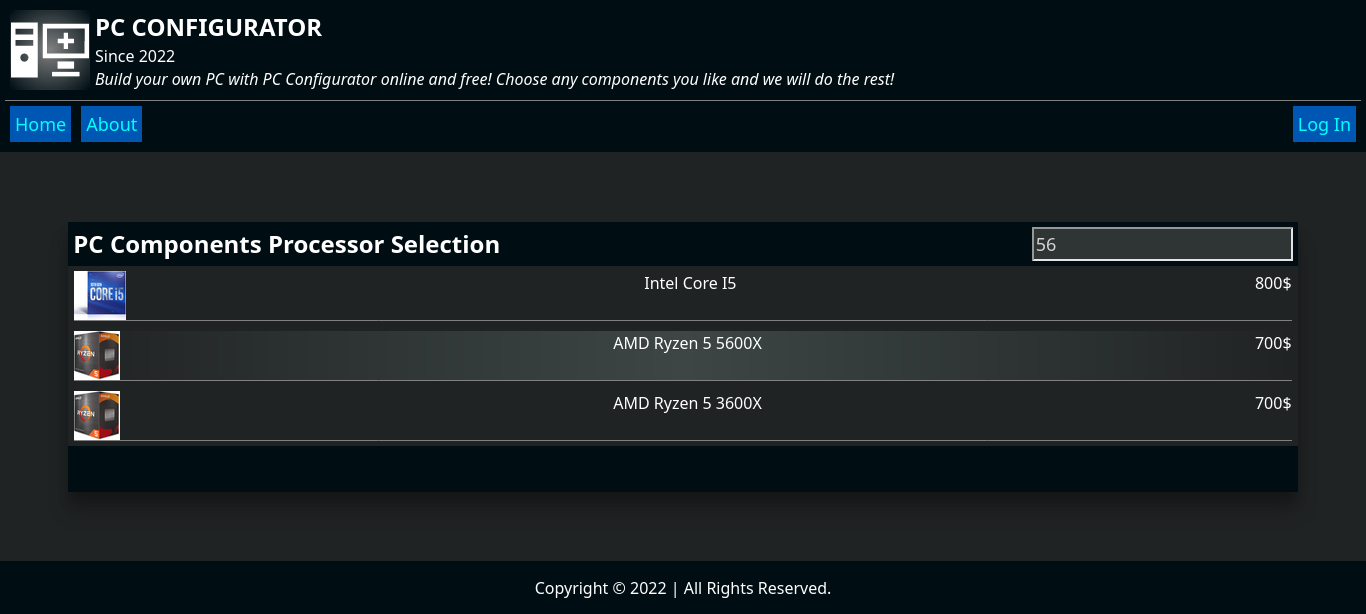 PC CONFIGURATOR
Since 2022
Build your own PC with PC Configurator online and free! Choose any components you like and we will do the rest!
Home About Log In
PC Components Processor Selection 56
CORE i5 Intel Core I5 800$
RYZEN AMD Ryzen 5 5600X 700$
RYZEN AMD Ryzen 5 3600X 700$
Copyright © 2022 | All Rights Reserved.